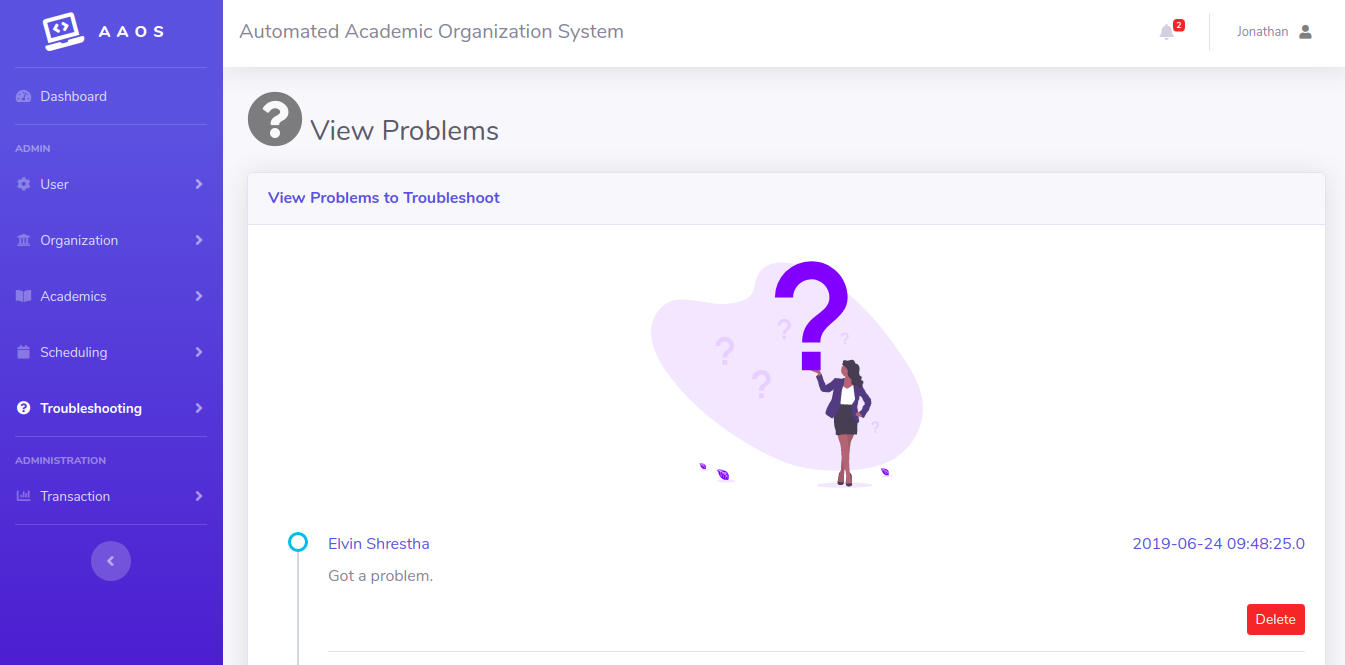 AAOS
Automated Academic Organization System
2
Jonathan
Dashboard
View Problems
ADMIN
User
View Problems to Troubleshoot
Organization
Academics
Scheduling
Troubleshooting
ADMINISTRATION
Transaction
Elvin Shrestha
2019-06-24 09:48:25.0
Got a problem.
Delete